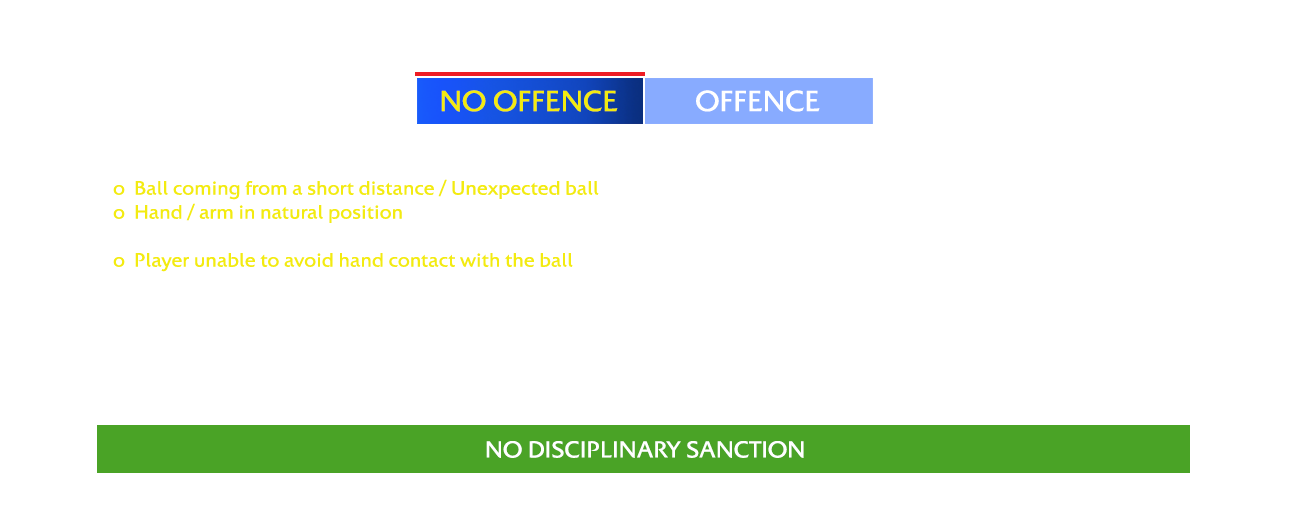 NO OFFENCE OFFENCE
o Ball coming from a short distance / Unexpected ball
o Hand / arm in natural position
o Player unable to avoid hand contact with the ball
NO DISCIPLINARY SANCTION